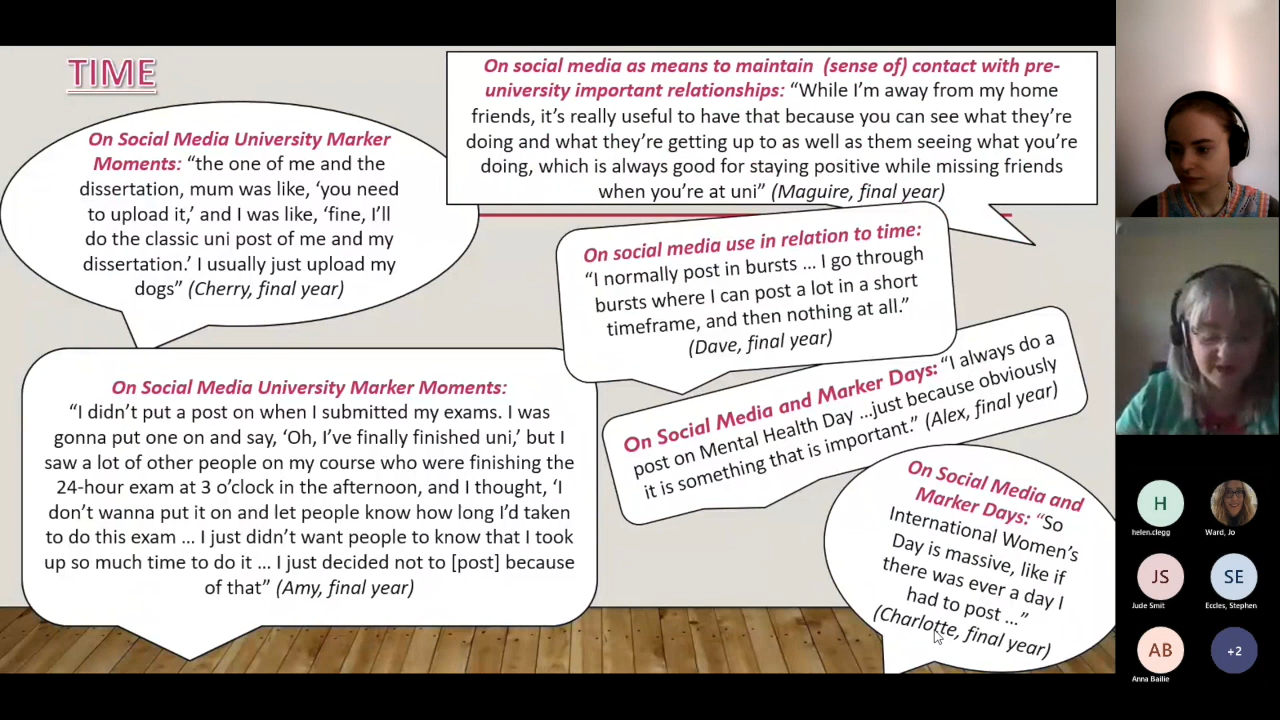 TIME
On Social Media University Marker
Moments: “the one of me and the
dissertation, mum was like, ‘you need
to upload it,’ and I was like, ‘fine, I’ll
do the classic uni post of me and my
dissertation.’ I usually just upload my
dogs” (Cherry, final year)
On social media as means to maintain (sense of) contact with pre-
university important relationships: “While I’m away from my home
friends, it’s really useful to have that because you can see what they’re
doing and what they’re getting up to as well as them seeing what you’re
doing, which is always good for staying positive while missing friends
when you’re at uni” (Maguire, final year)
On social media use in relation to time:
“I normally post in bursts ... I go through
bursts where I can post a lot in a short
timeframe, and then nothing at all.”
(Dave, final year)
On Social Media University Marker Moments:
“I didn’t put a post on when I submitted my exams. I was
gonna put one on and say, ‘Oh, I’ve finally finished uni,’ but I
saw a lot of other people on my course who were finishing the
24-hour exam at 3 o’clock in the afternoon, and I thought, ‘I
don’t wanna put it on and let people know how long I’d taken
to do this exam ... I just didn’t want people to know that I took
up so much time to do it ... I just decided not to [post] because
of that” (Amy, final year)
On Social Media and Marker Days: “I always do a
post on Mental Health Day ...just because obviously
it is something that is important.” (Alex, final year)
On Social Media and
Marker Days: “So
International Women’s
Day is massive, like if
there was ever a day I
had to post ...”
(Charlotte, final year)
H
helen.clegg
Ward, Jo
JS
Jude Smit
SE
Eccles, Stephen
AB
Anna Bailie
+2